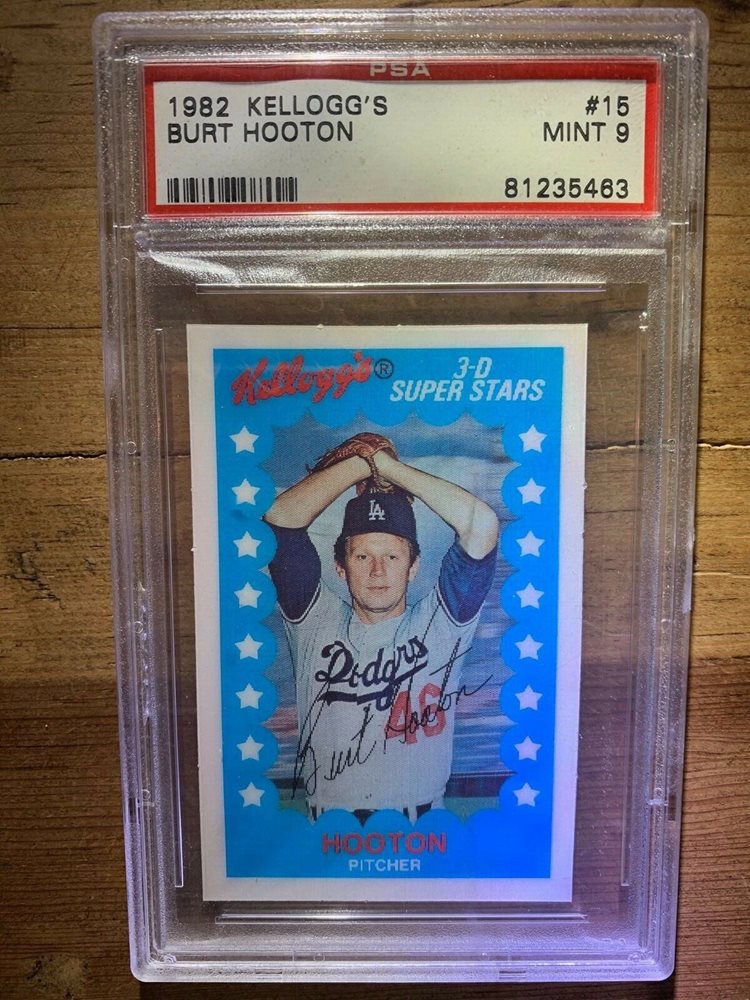 PSA
1982 KELLOGG'S #15
BURT HOOTON MINT 9
81235463
Kellogg's®
3-D
SUPER STARS
LA
Dodgers
46
Burt Hooton
HOOTON
PITCHER